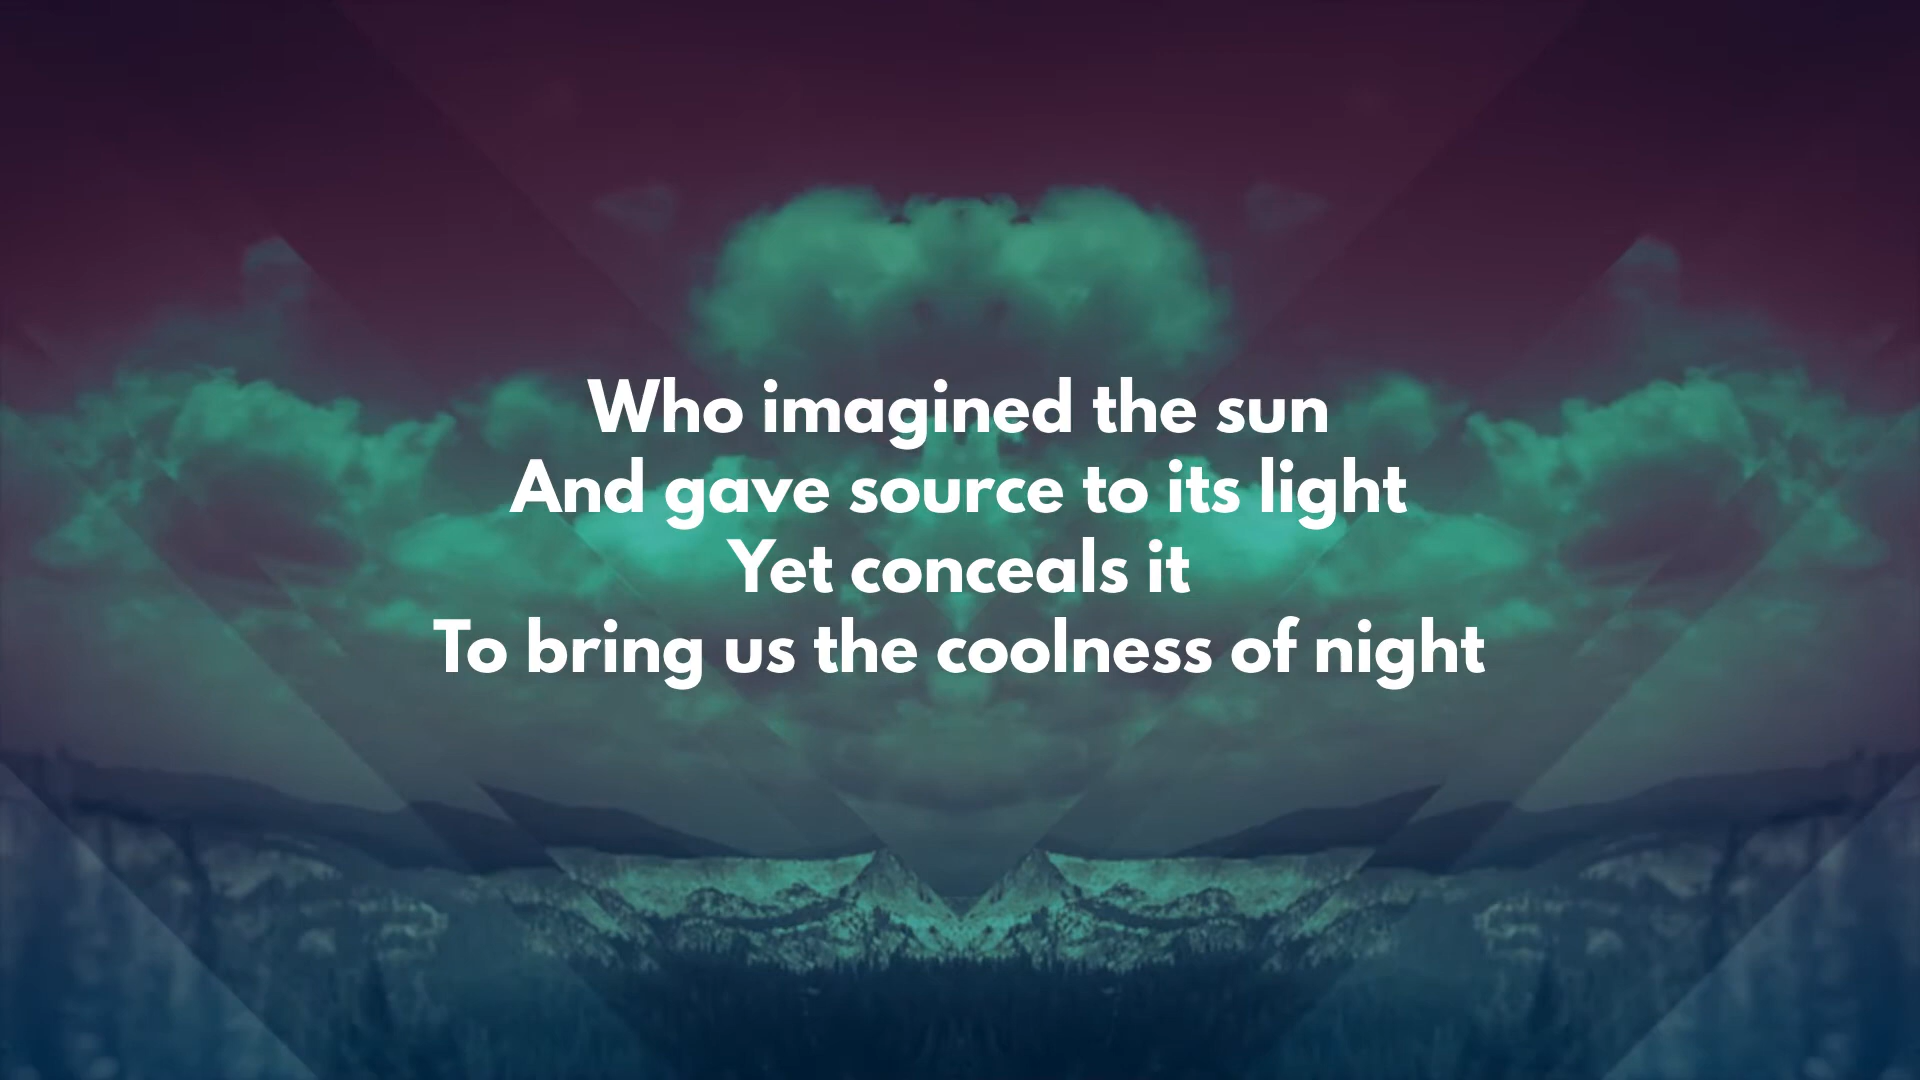 Who imagined the sun
And gave source to its light
Yet conceals it
To bring us the coolness of night